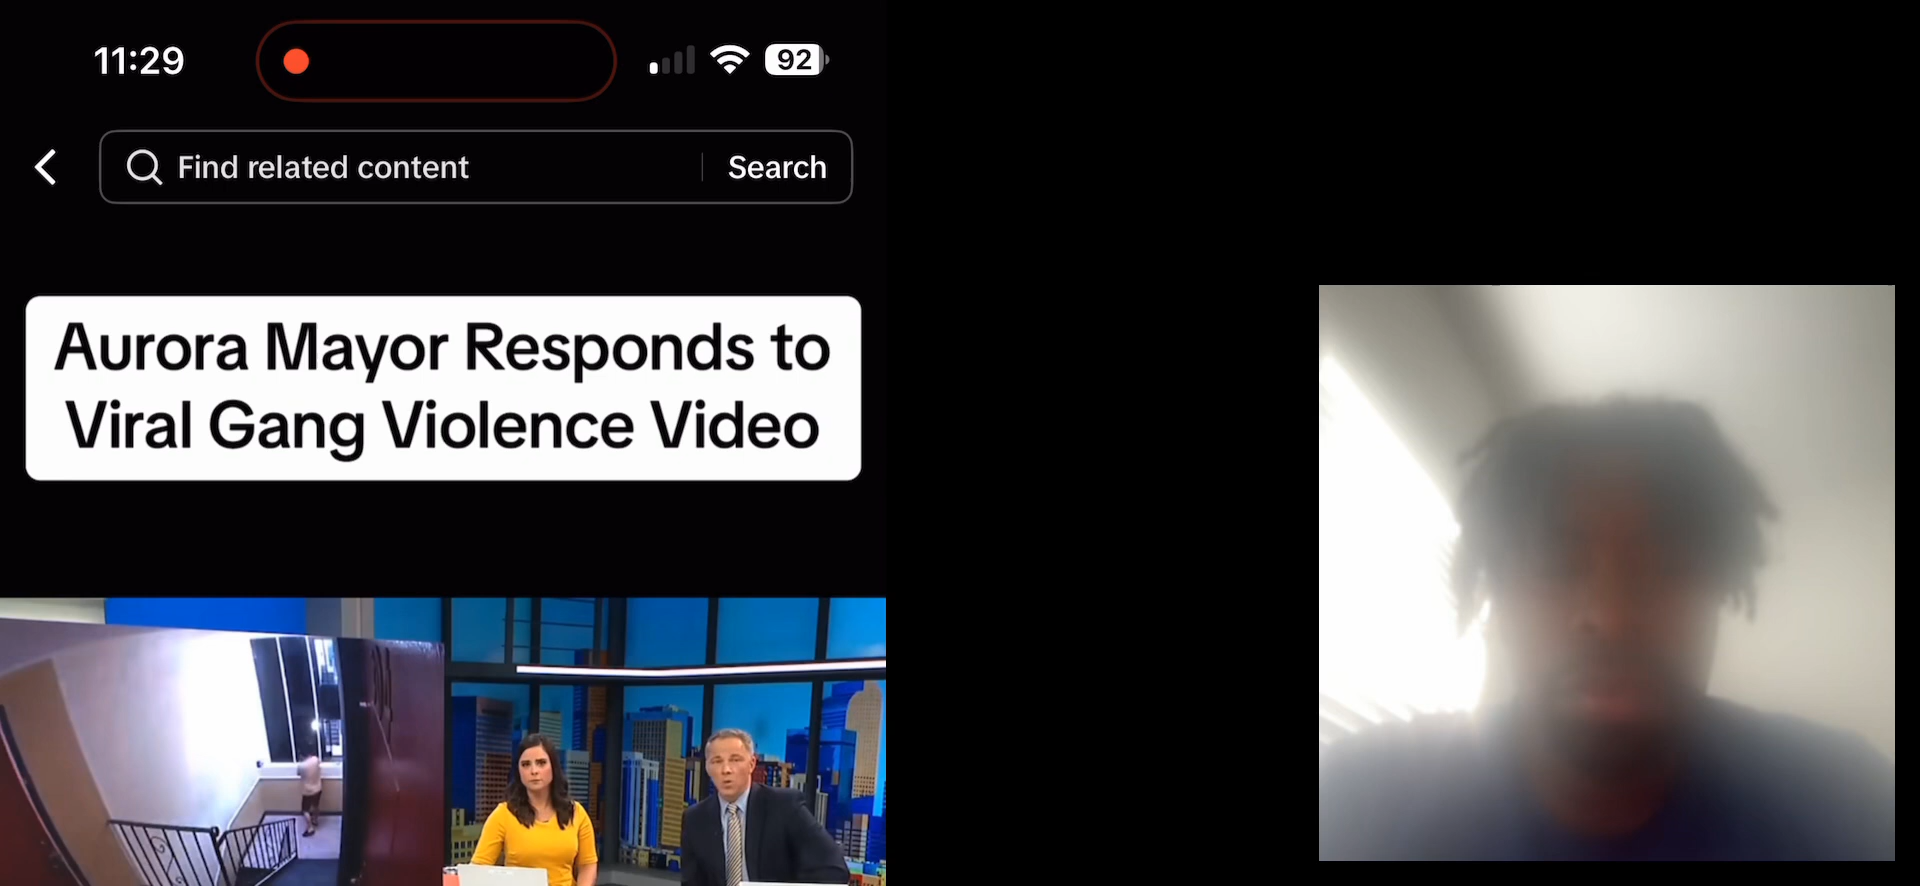 11:29
92
Find related content
Search
Aurora Mayor Responds to
Viral Gang Violence Video